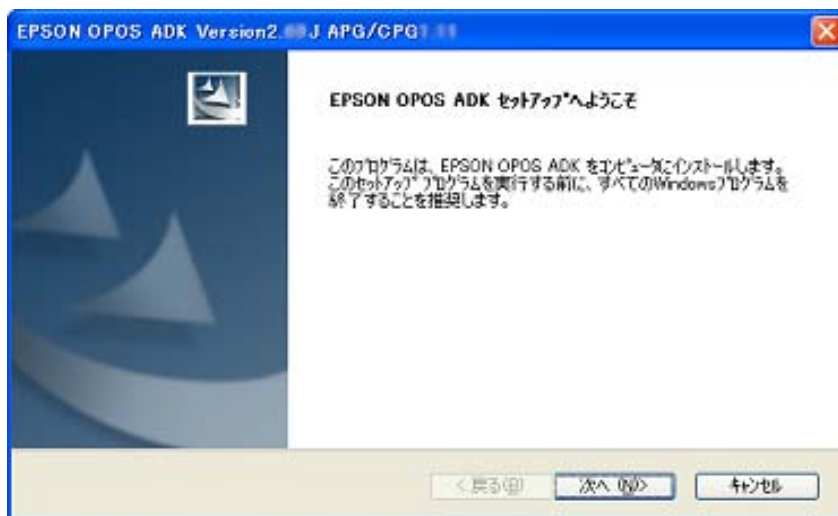 EPSON OPOS ADK Version2. J APG/CPG
EPSON OPOS ADK ｾｯﾄｱｯﾌﾟへようこそ
このﾌﾟﾛｸﾞﾗﾑは、EPSON OPOS ADK をｺﾝﾋﾟｭｰﾀにｲﾝｽﾄｰﾙします。
このｾｯﾄｱｯﾌﾟ ﾌﾟﾛｸﾞﾗﾑを実行する前に、すべてのWindowsﾌﾟﾛｸﾞﾗﾑを
終了することを推奨します。
< 戻る(B)
次へ (N)>
ｷｬﾝｾﾙ